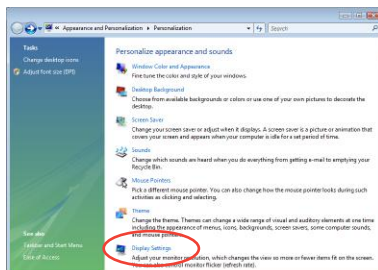 « Appearance and Personalization ▸ Personalization
Search
Tasks
Change desktop icons
Adjust font size (DPI)
See also
Taskbar and Start Menu
Ease of Access
Personalize appearance and sounds
Window Color and Appearance
Fine tune the color and style of your windows.
Desktop Background
Choose from available backgrounds or colors or use one of your own pictures to decorate the
desktop.
Screen Saver
Change your screen saver or adjust when it displays. A screen saver is a picture or animation that
covers your screen and appears when your computer is idle for a set period of time.
Sounds
Change which sounds are heard when you do everything from getting e-mail to emptying your
Recycle Bin.
Mouse Pointers
Pick a different mouse pointer. You can also change how the mouse pointer looks during such
activities as clicking and selecting.
Theme
Change the theme. Themes can change a wide range of visual and auditory elements at one time
including the appearance of menus, icons, backgrounds, screen savers, some computer sounds,
and mouse pointers.
Display Settings
Adjust your monitor resolution, which changes the view so more or fewer items fit on the screen.
You can also control monitor flicker (refresh rate).